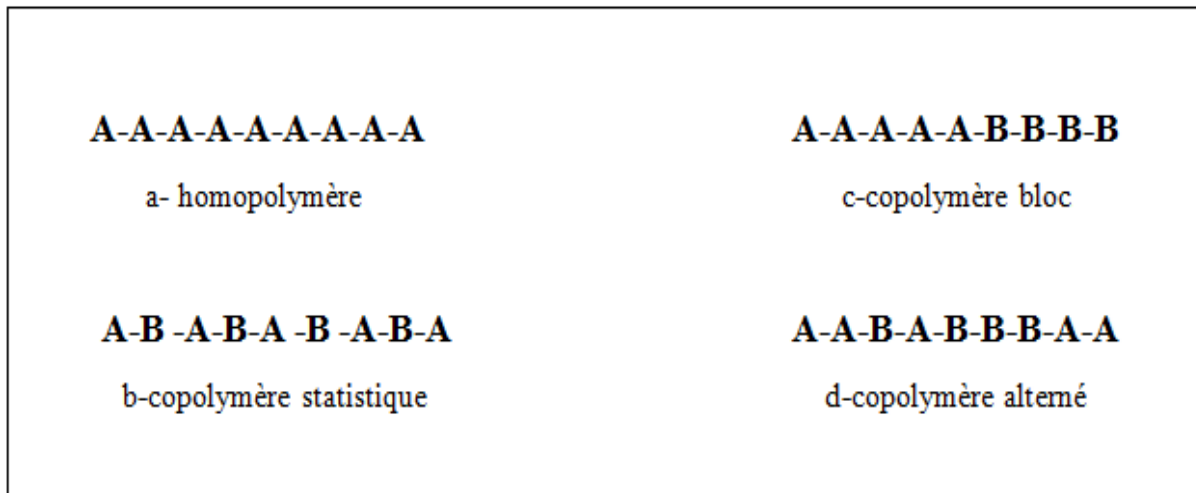 A-A-A-A-A-A-A-A-A
a- homopolymère
A-A-A-A-A-B-B-B-B
c-copolymère bloc
A-B -A-B-A -B -A-B-A
b-copolymère statistique
A-A-B-A-B-B-B-A-A
d-copolymère alterné